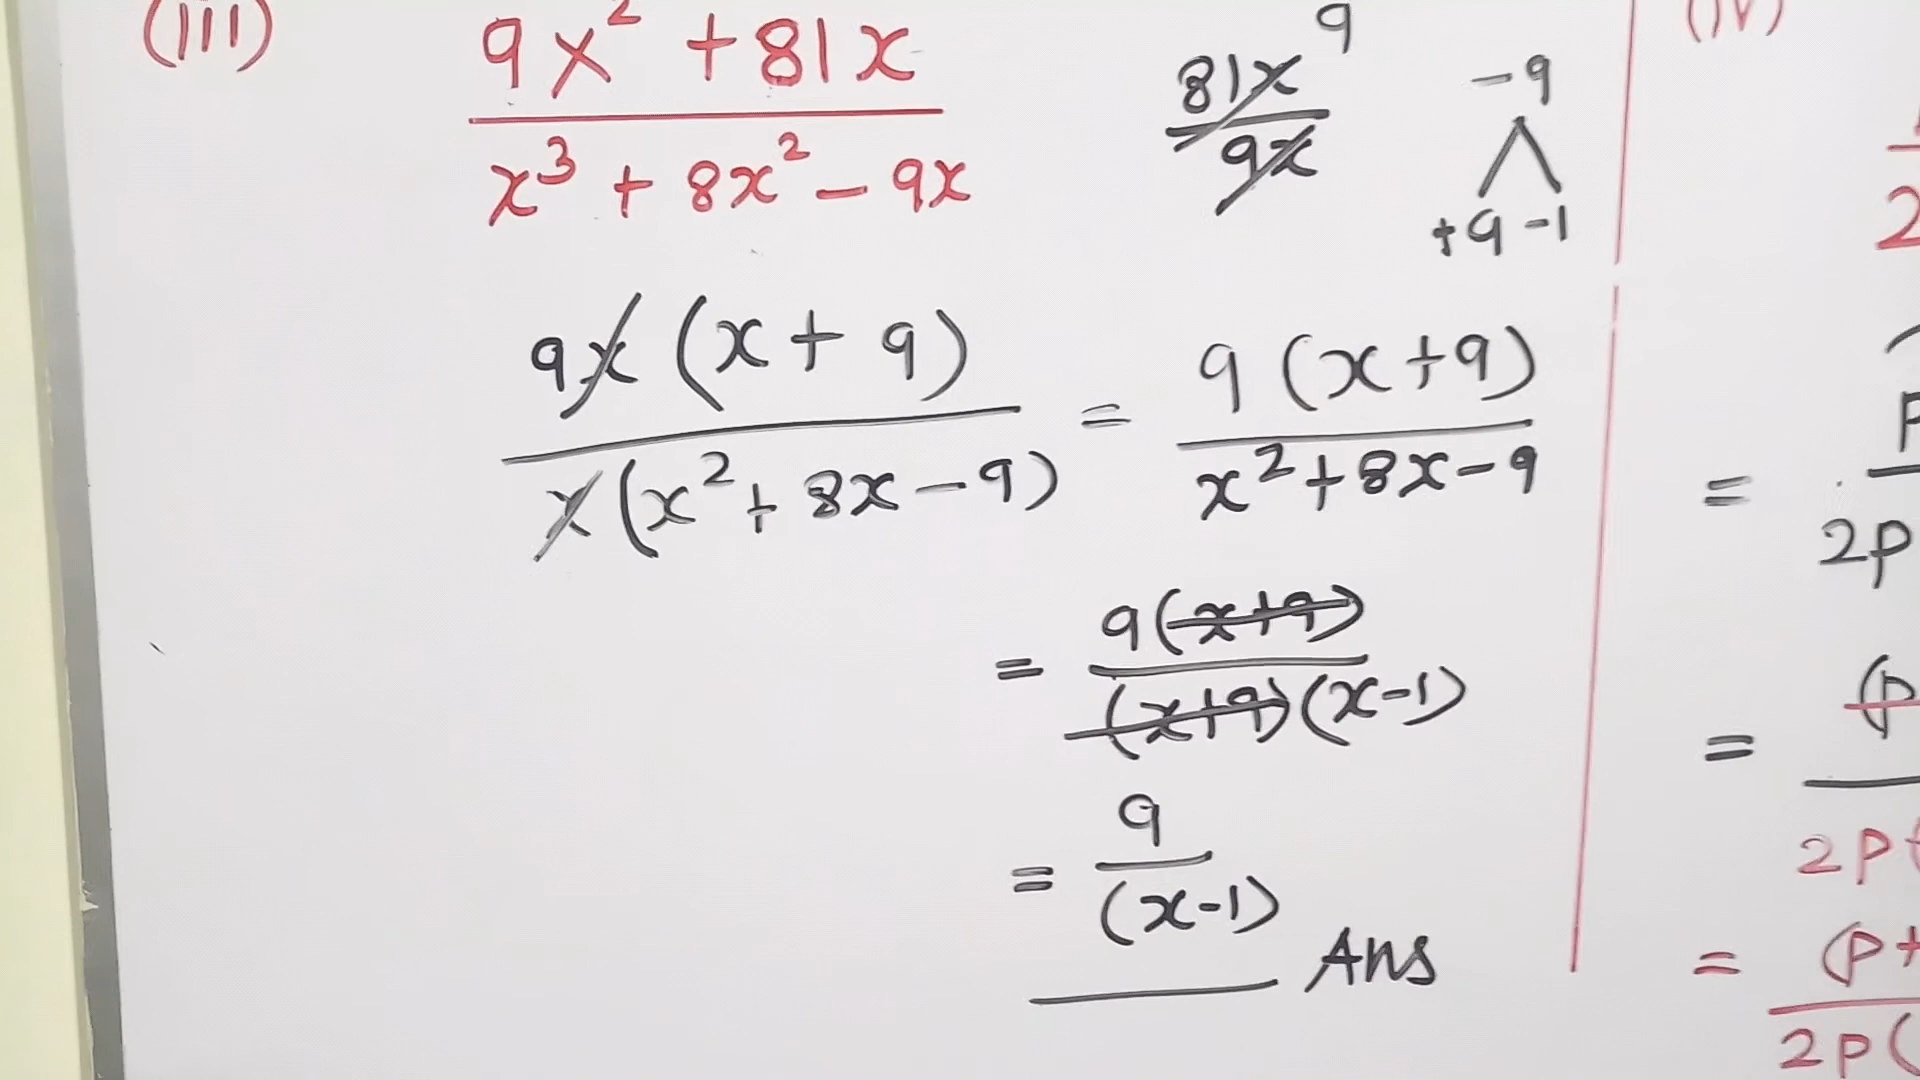 (iii)
9x² + 81x
x³ + 8x² - 9x
81x 9
9x
-9
+9 -1
9x (x + 9)
x (x² + 8x - 9)
= 9 (x+9)
x² + 8x - 9
= 9(x+9)
(x+9)(x-1)
= 9
(x-1)
Ans
(iv)
2
=
2p
= (p
2p
= (p+
2p(